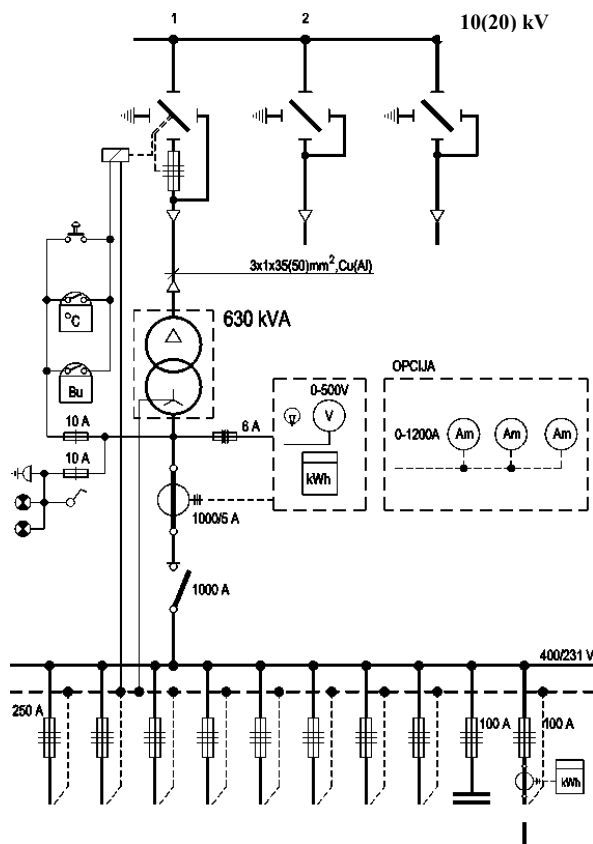 1
2
10(20) kV
3x1x35(50)mm²,Cu(Al)
630 kVA
°C
Bu
10 A
10 A
6 A
0-500V
V
kWh
OPCIJA
0-1200A
Am
Am
Am
1000/5 A
1000 A
400/231 V
250 A
100 A
100 A
kWh